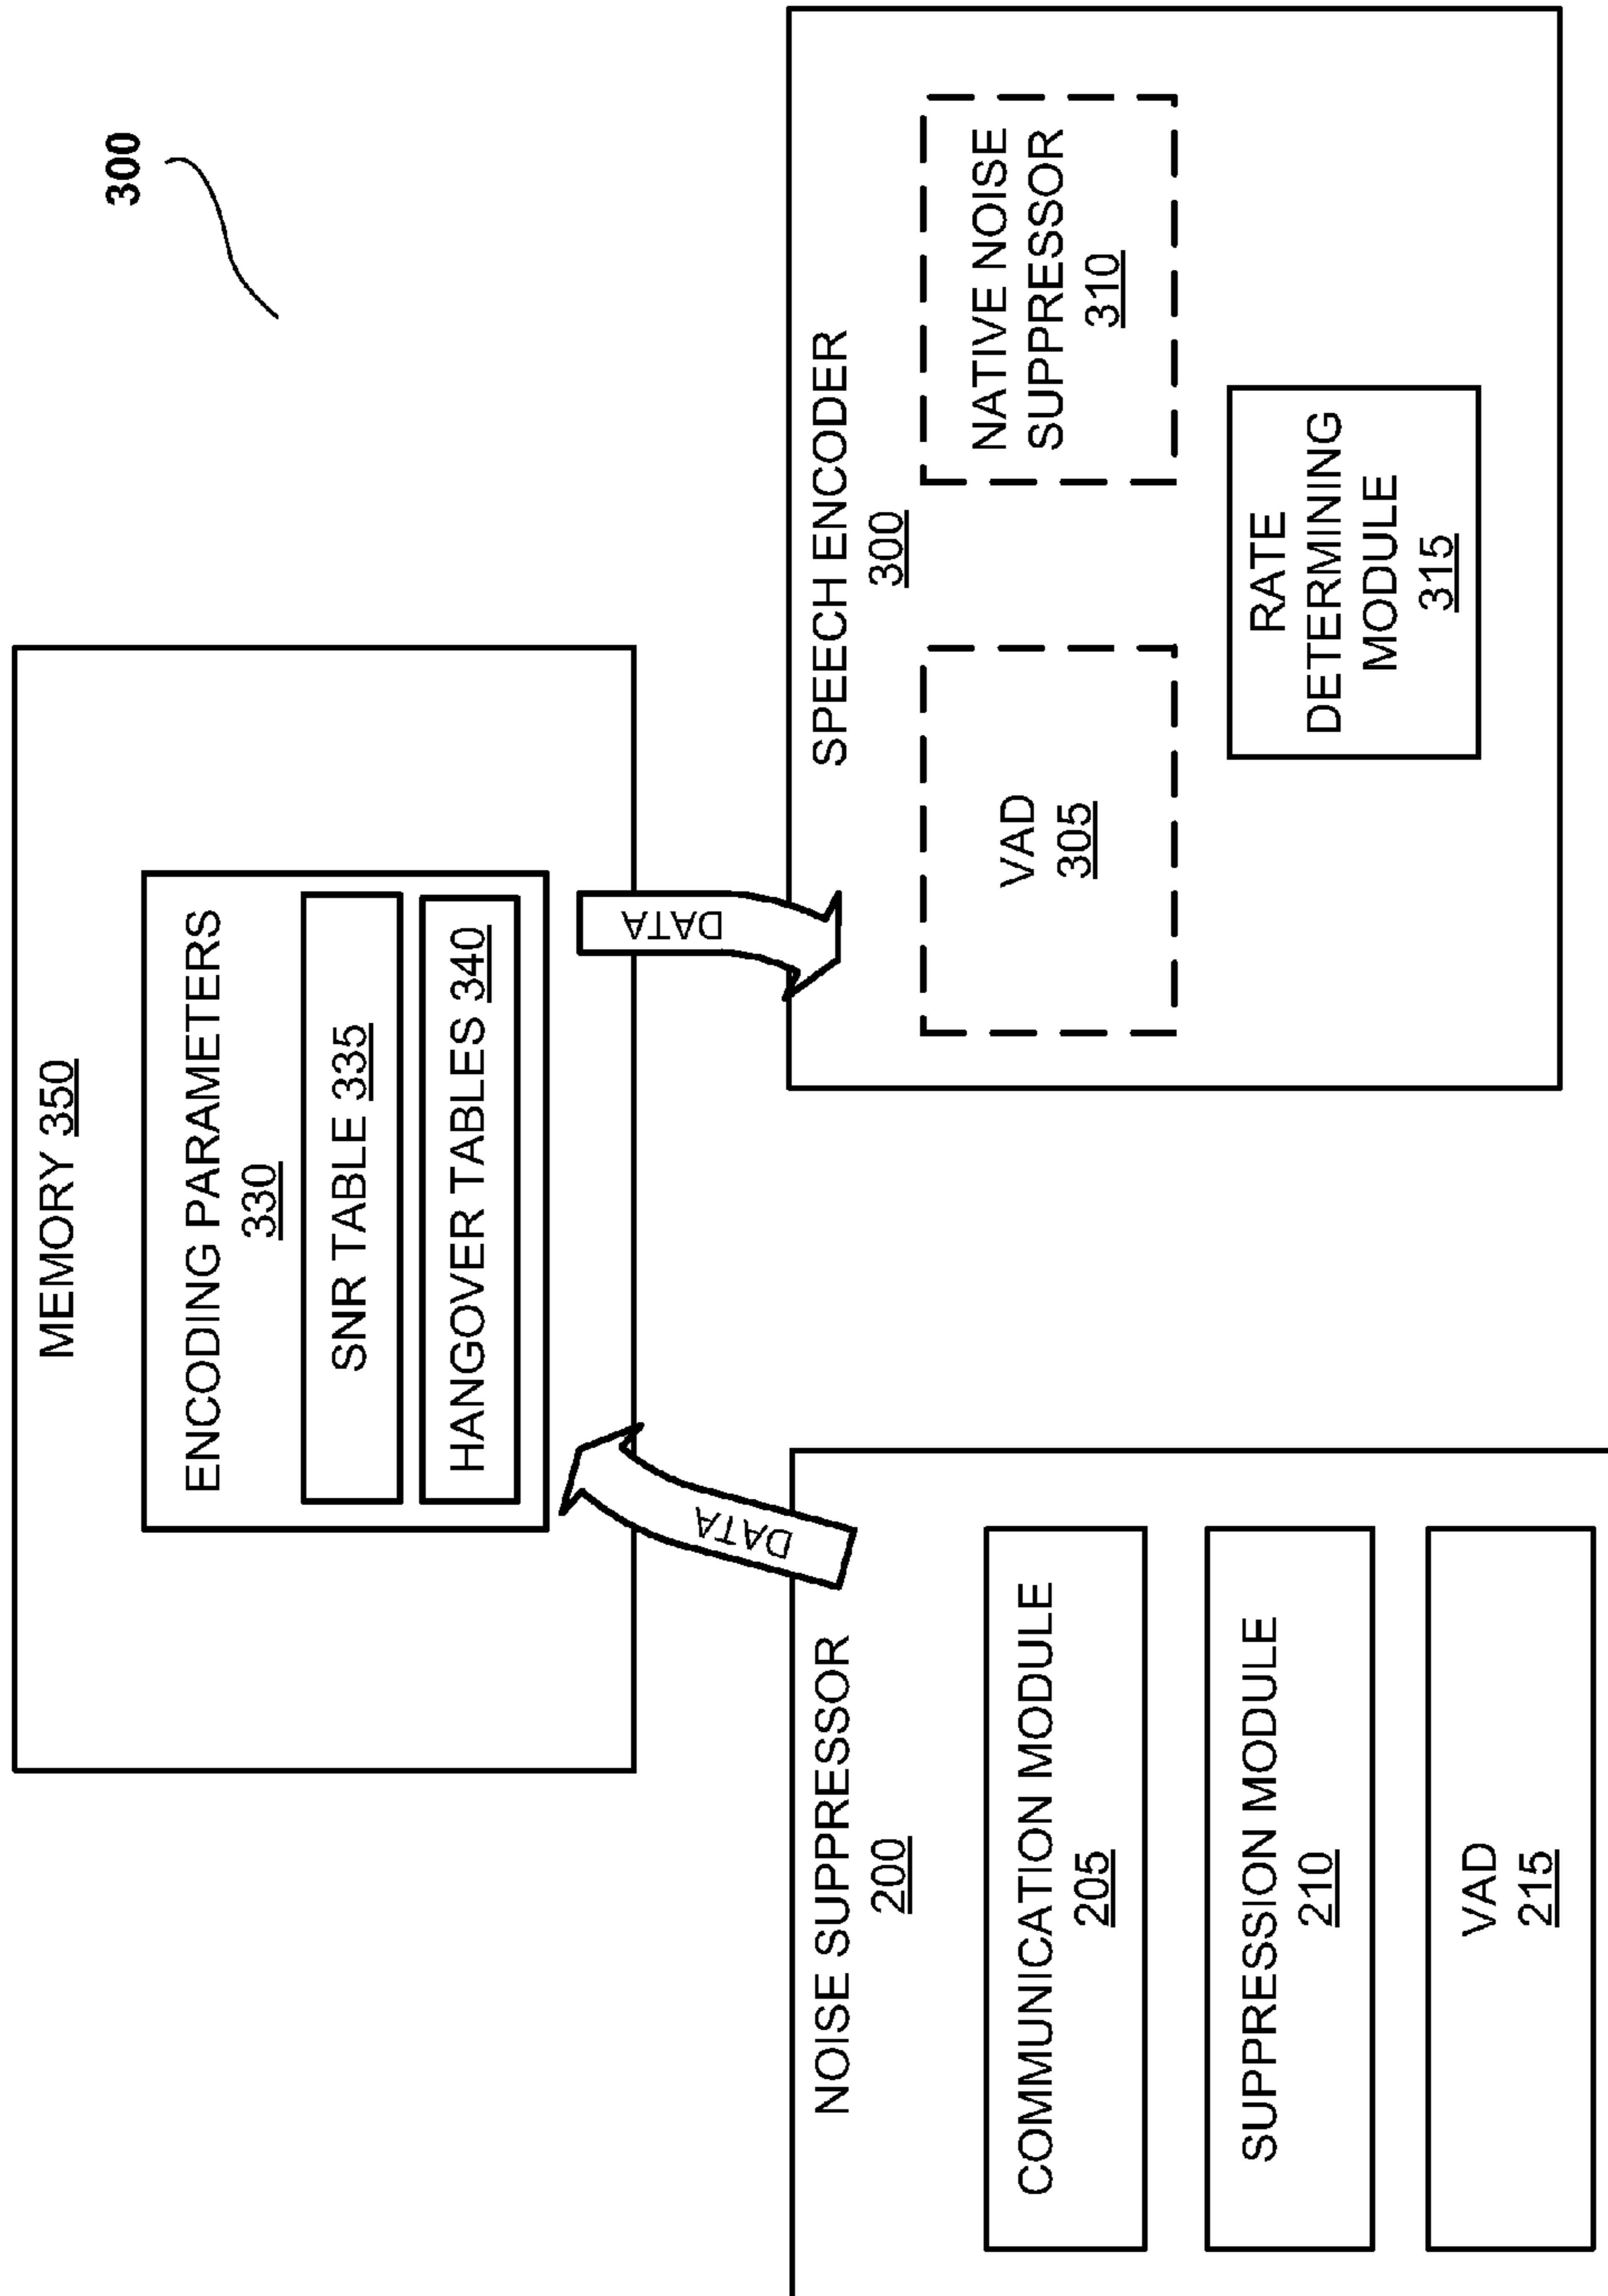 300
MEMORY 350
ENCODING PARAMETERS
330
SNR TABLE 335
HANGOVER TABLES 340
DATA
DATA
NOISE SUPPRESSOR
200
COMMUNICATION MODULE
205
SUPPRESSION MODULE
210
VAD
215
SPEECH ENCODER
300
VAD
305
NATIVE NOISE
SUPPRESSOR
310
RATE
DETERMINING
MODULE
315